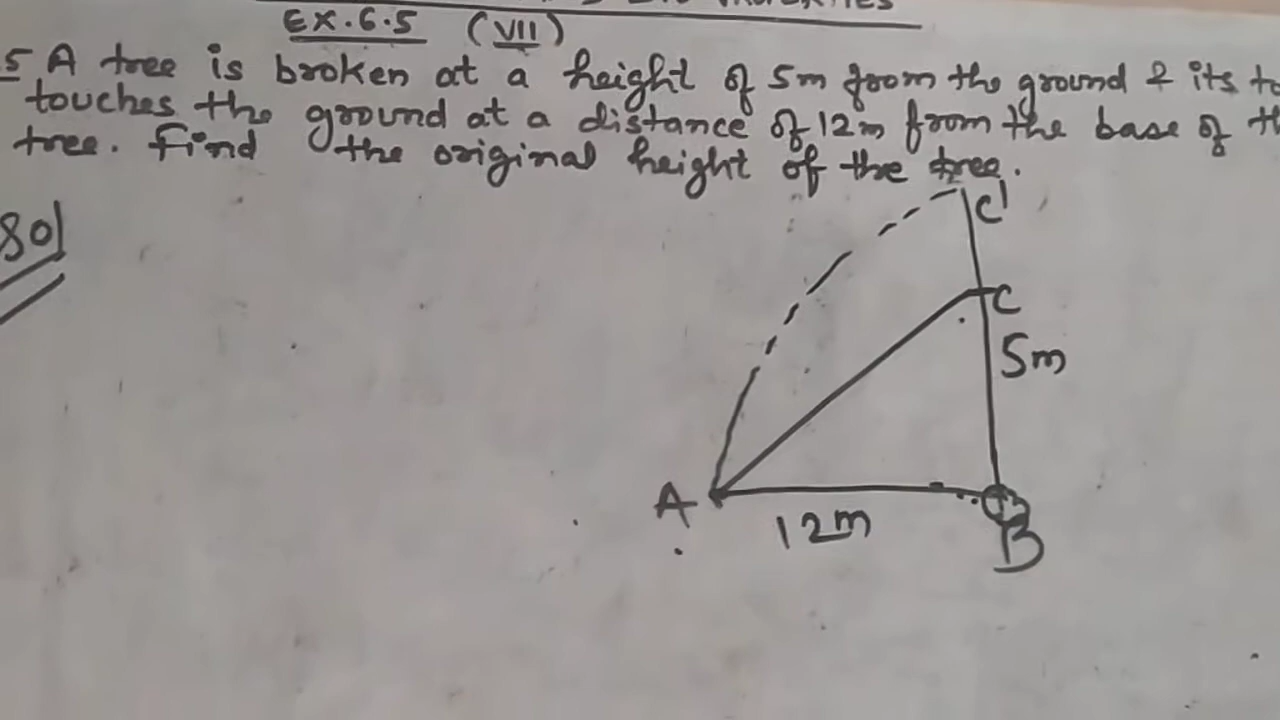 EX.6.5 (VII)
5 A tree is broken at a height of 5m from the ground & its
touches the ground at a distance of 12m from the base of
tree. Find the original height of the tree.
Sol
C'
C
5m
A
12m
B